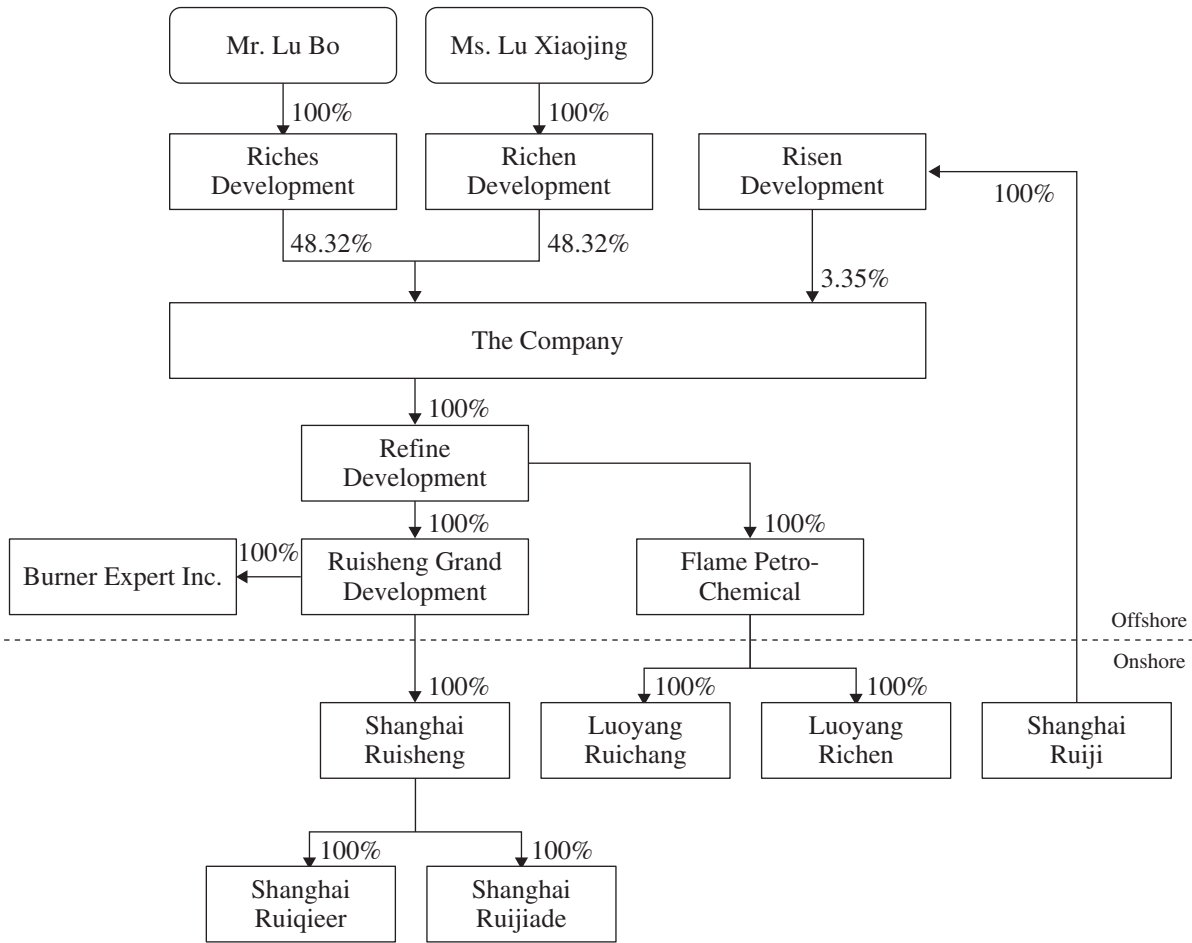 Mr. Lu Bo
Ms. Lu Xiaojing
100%
100%
Riches
Development
Richen
Development
Risen
Development
100%
48.32%
48.32%
3.35%
The Company
100%
Refine
Development
100%
100%
Burner Expert Inc.
100%
Ruisheng Grand
Development
Flame Petro-
Chemical
Offshore
Onshore
100%
100%
100%
Shanghai
Ruisheng
Luoyang
Ruichang
Luoyang
Richen
Shanghai
Ruiji
100%
100%
Shanghai
Ruiqieer
Shanghai
Ruijiade